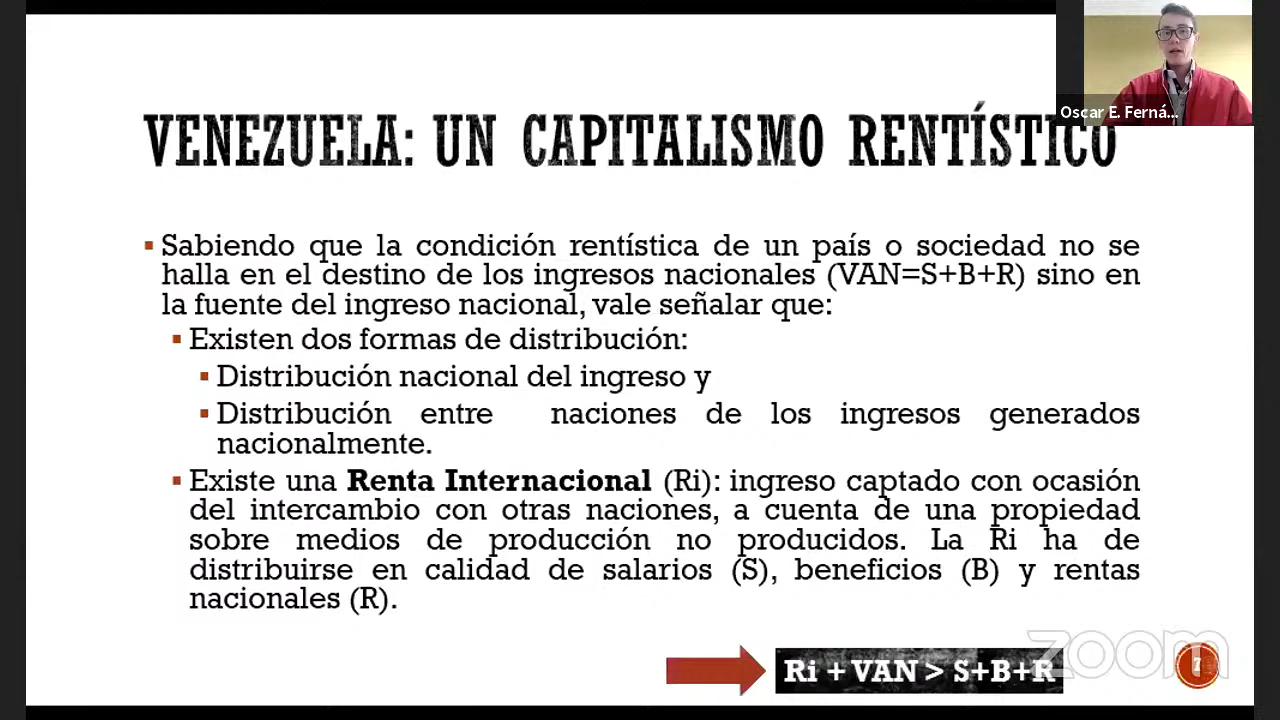 Oscar E. Ferná...
VENEZUELA: UN CAPITALISMO RENTÍSTICO
▪ Sabiendo que la condición rentística de un país o sociedad no se
halla en el destino de los ingresos nacionales (VAN=S+B+R) sino en
la fuente del ingreso nacional, vale señalar que:
▪ Existen dos formas de distribución:
▪ Distribución nacional del ingreso y
▪ Distribución entre naciones de los ingresos generados
nacionalmente.
▪ Existe una Renta Internacional (Ri): ingreso captado con ocasión
del intercambio con otras naciones, a cuenta de una propiedad
sobre medios de producción no producidos. La Ri ha de
distribuirse en calidad de salarios (S), beneficios (B) y rentas
nacionales (R).
Ri + VAN > S+B+R
zoom
7